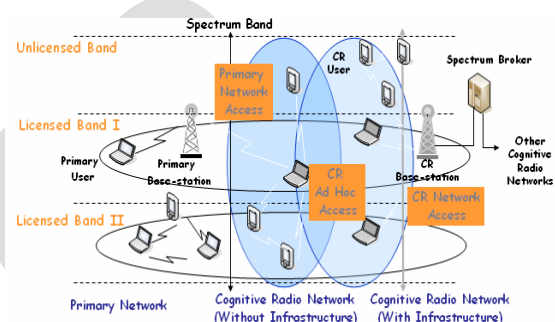 Spectrum Band
Unlicensed Band
CR
User
Spectrum Broker
Primary
Network
Access
Licensed Band I
Primary
User
Primary
Base-station
CR
Base-station
Other
Cognitive
Radio
Networks
CR
Ad Hoc
Access
CR Network
Access
Licensed Band II
Primary Network
Cognitive Radio Network
(Without Infrastructure)
Cognitive Radio Network
(With Infrastructure)